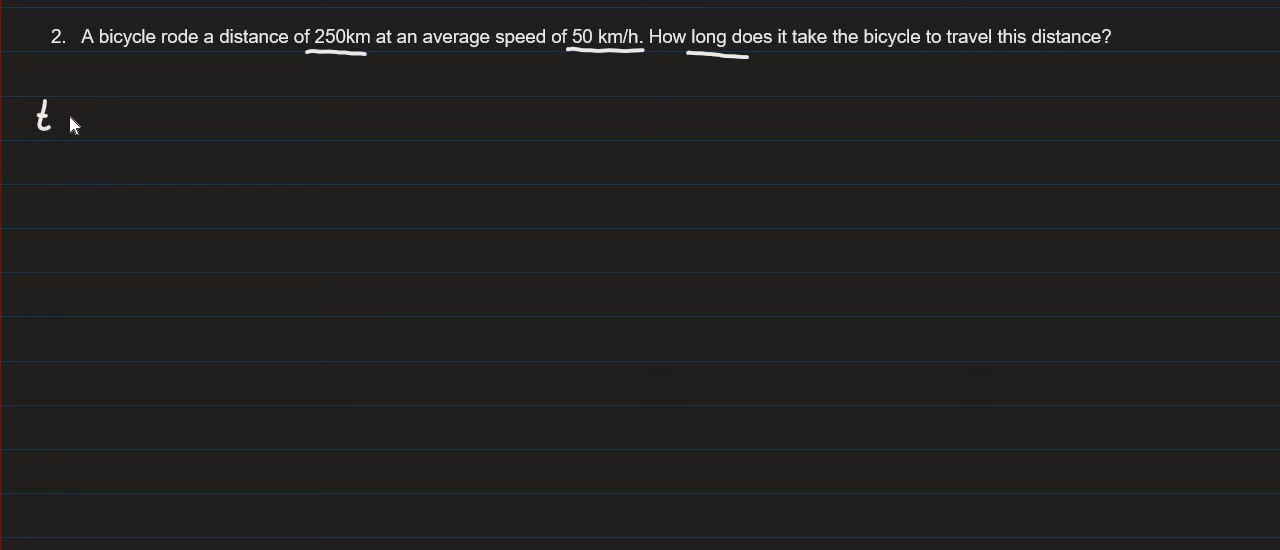 2. A bicycle rode a distance of 250km at an average speed of 50 km/h. How long does it take the bicycle to travel this distance?
t